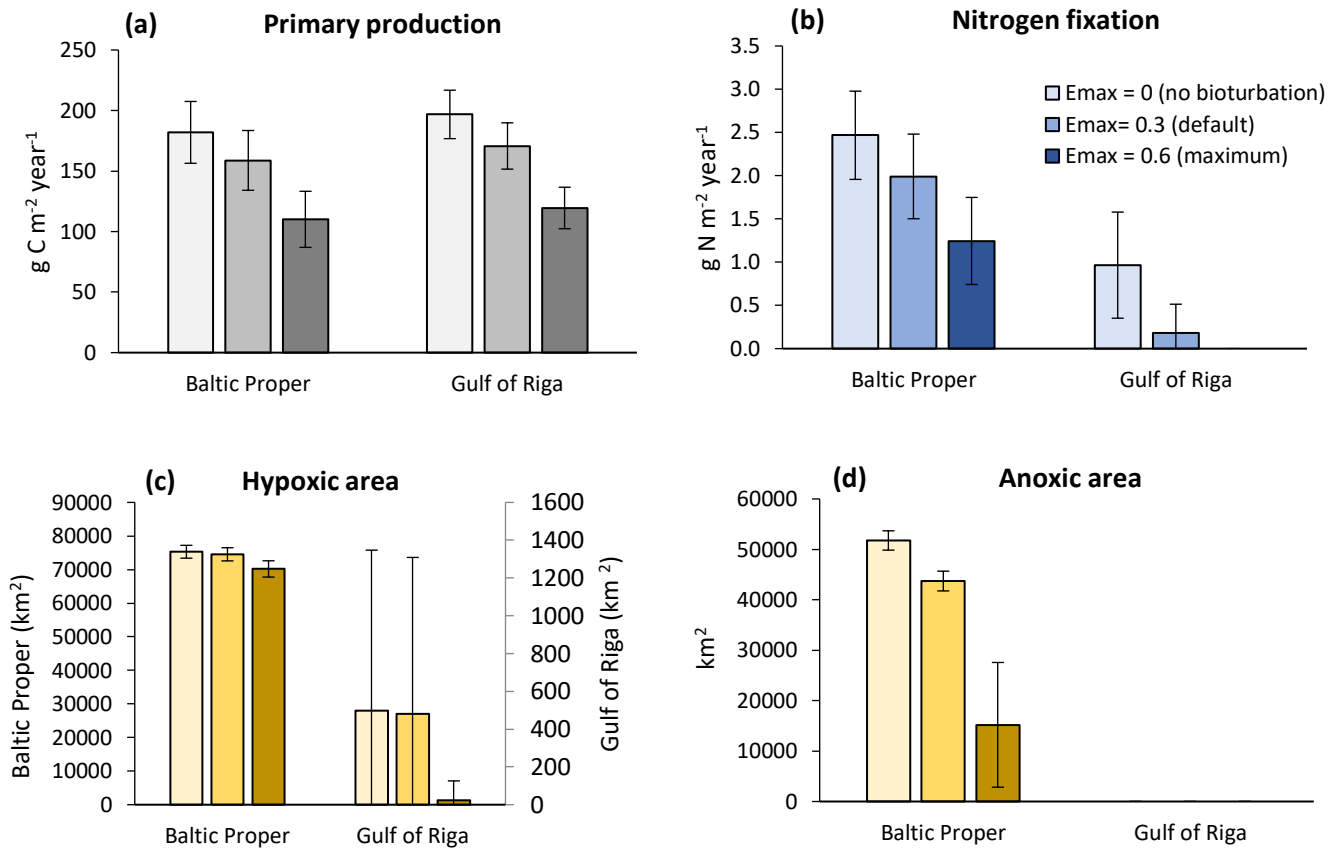 (a) Primary production
250
200
150
100
50
0
g C m-2 year-1
Baltic Proper
Gulf of Riga
(b) Nitrogen fixation
3.5
3.0
2.5
2.0
1.5
1.0
0.5
0.0
g N m-2 year-1
Emax = 0 (no bioturbation)
Emax= 0.3 (default)
Emax = 0.6 (maximum)
Baltic Proper
Gulf of Riga
(c) Hypoxic area
90000
80000
70000
60000
50000
40000
30000
20000
10000
0
Baltic Proper (km2)
1600
1400
1200
1000
800
600
400
200
0
Gulf of Riga (km 2)
Baltic Proper
Gulf of Riga
(d) Anoxic area
60000
50000
40000
30000
20000
10000
0
km2
Baltic Proper
Gulf of Riga